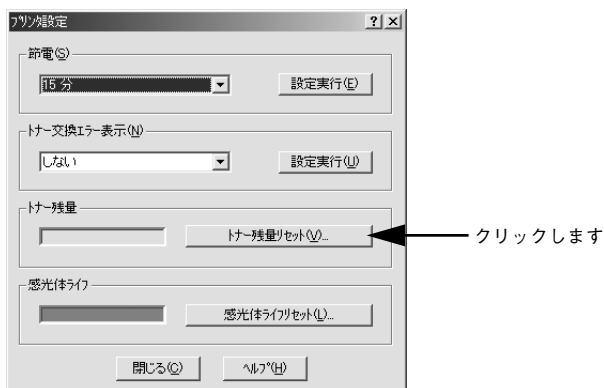 プリンタ設定
節電(S)
15 分
設定実行(E)
トナー交換エラー表示(N)
しない
設定実行(U)
トナー残量
トナー残量リセット(V)...
クリックします
感光体ライフ
感光体ライフリセット(L)...
閉じる(C)
ヘルプ(H)